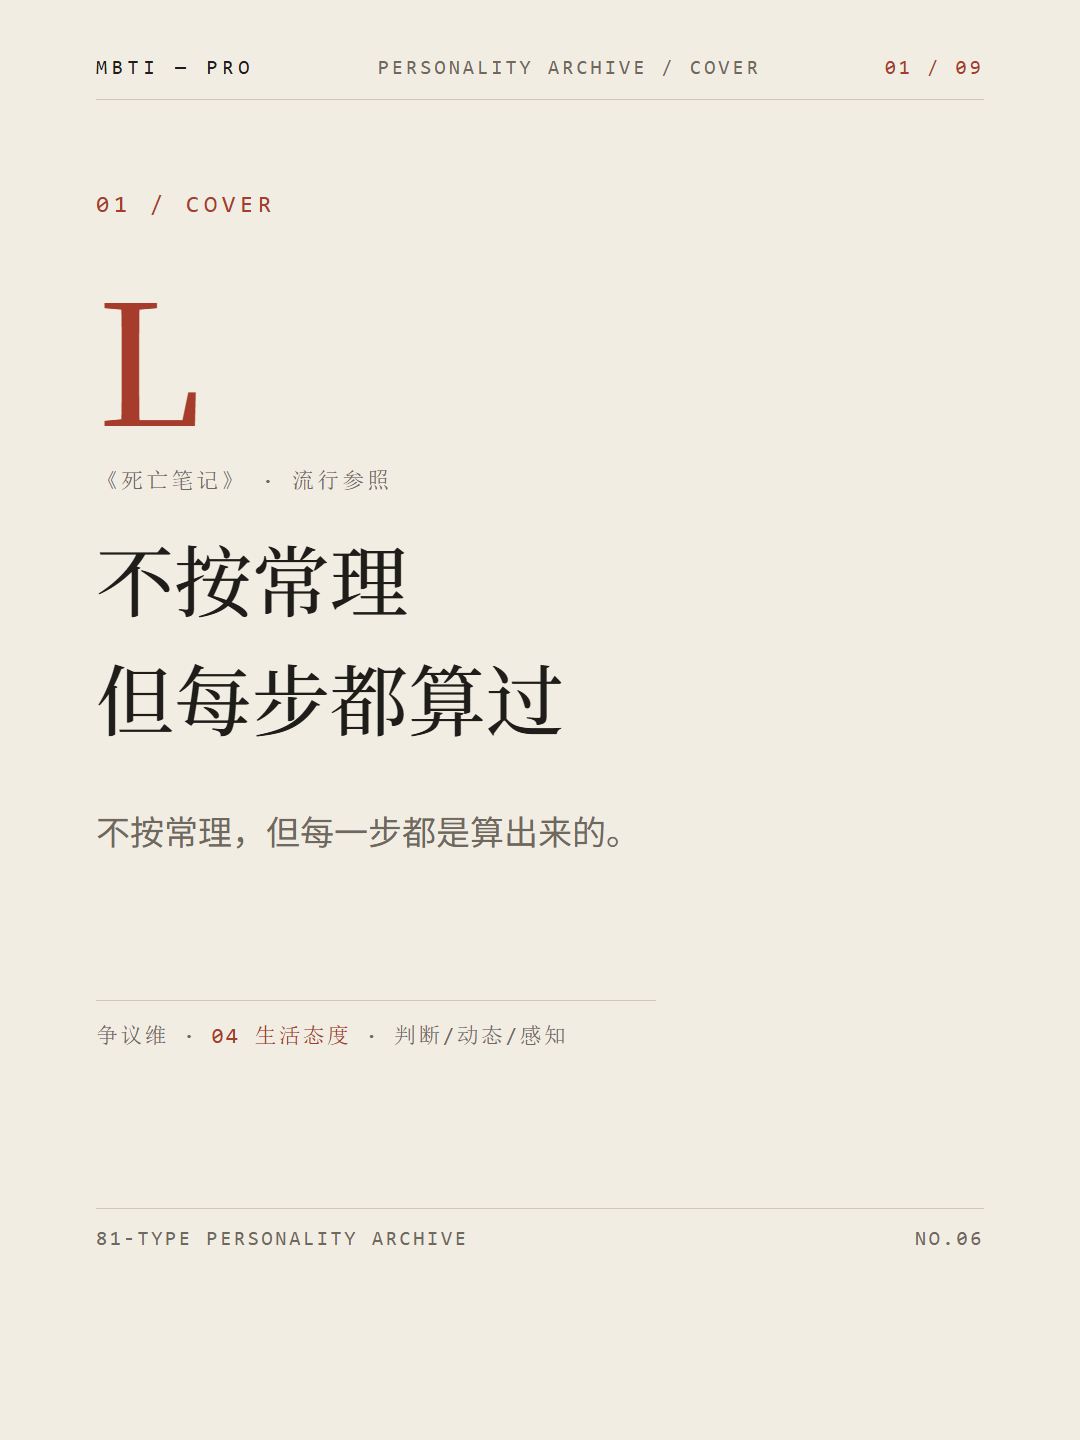 MBTI — PRO
PERSONALITY ARCHIVE / COVER
01 / 09
01 / COVER
L
《死亡笔记》 · 流行参照
不按常理
但每步都算过
不按常理，但每一步都是算出来的。
争议维 · 04 生活态度 · 判断/动态/感知
81-TYPE PERSONALITY ARCHIVE
NO.06